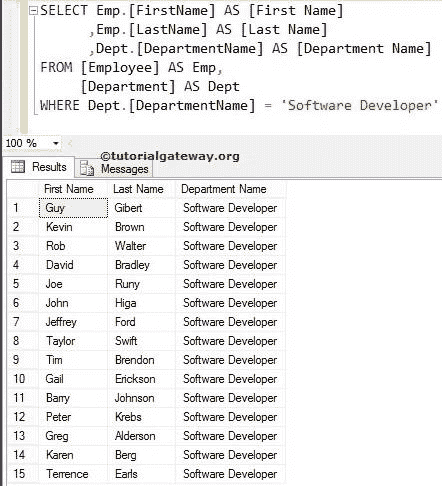 SELECT Emp.[FirstName] AS [First Name]
,Emp.[LastName] AS [Last Name]
,Dept.[DepartmentName] AS [Department Name]
FROM [Employee] AS Emp,
[Department] AS Dept
WHERE Dept.[DepartmentName] = 'Software Developer'
100 %
©tutorialgateway.org
Results Messages
First Name Last Name Department Name
1 Guy Gibert Software Developer
2 Kevin Brown Software Developer
3 Rob Walter Software Developer
4 David Bradley Software Developer
5 Joe Runy Software Developer
6 John Higa Software Developer
7 Jeffrey Ford Software Developer
8 Taylor Swift Software Developer
9 Tim Brendon Software Developer
10 Gail Erickson Software Developer
11 Barry Johnson Software Developer
12 Peter Krebs Software Developer
13 Greg Alderson Software Developer
14 Karen Berg Software Developer
15 Terrence Earls Software Developer